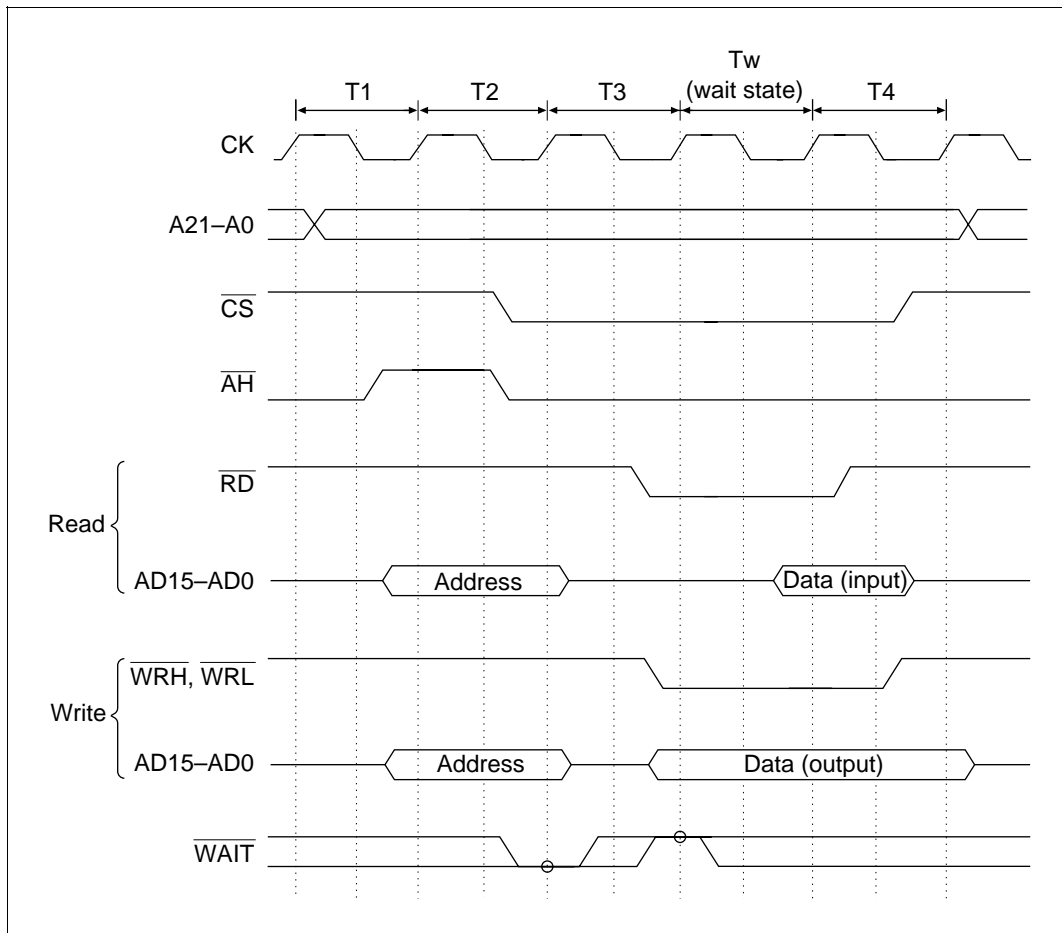 Tw
T1 T2 T3 (wait state) T4
CK
A21–A0
CS
AH
RD
Read
AD15–AD0 Address Data (input)
WRH, WRL
Write
AD15–AD0 Address Data (output)
WAIT